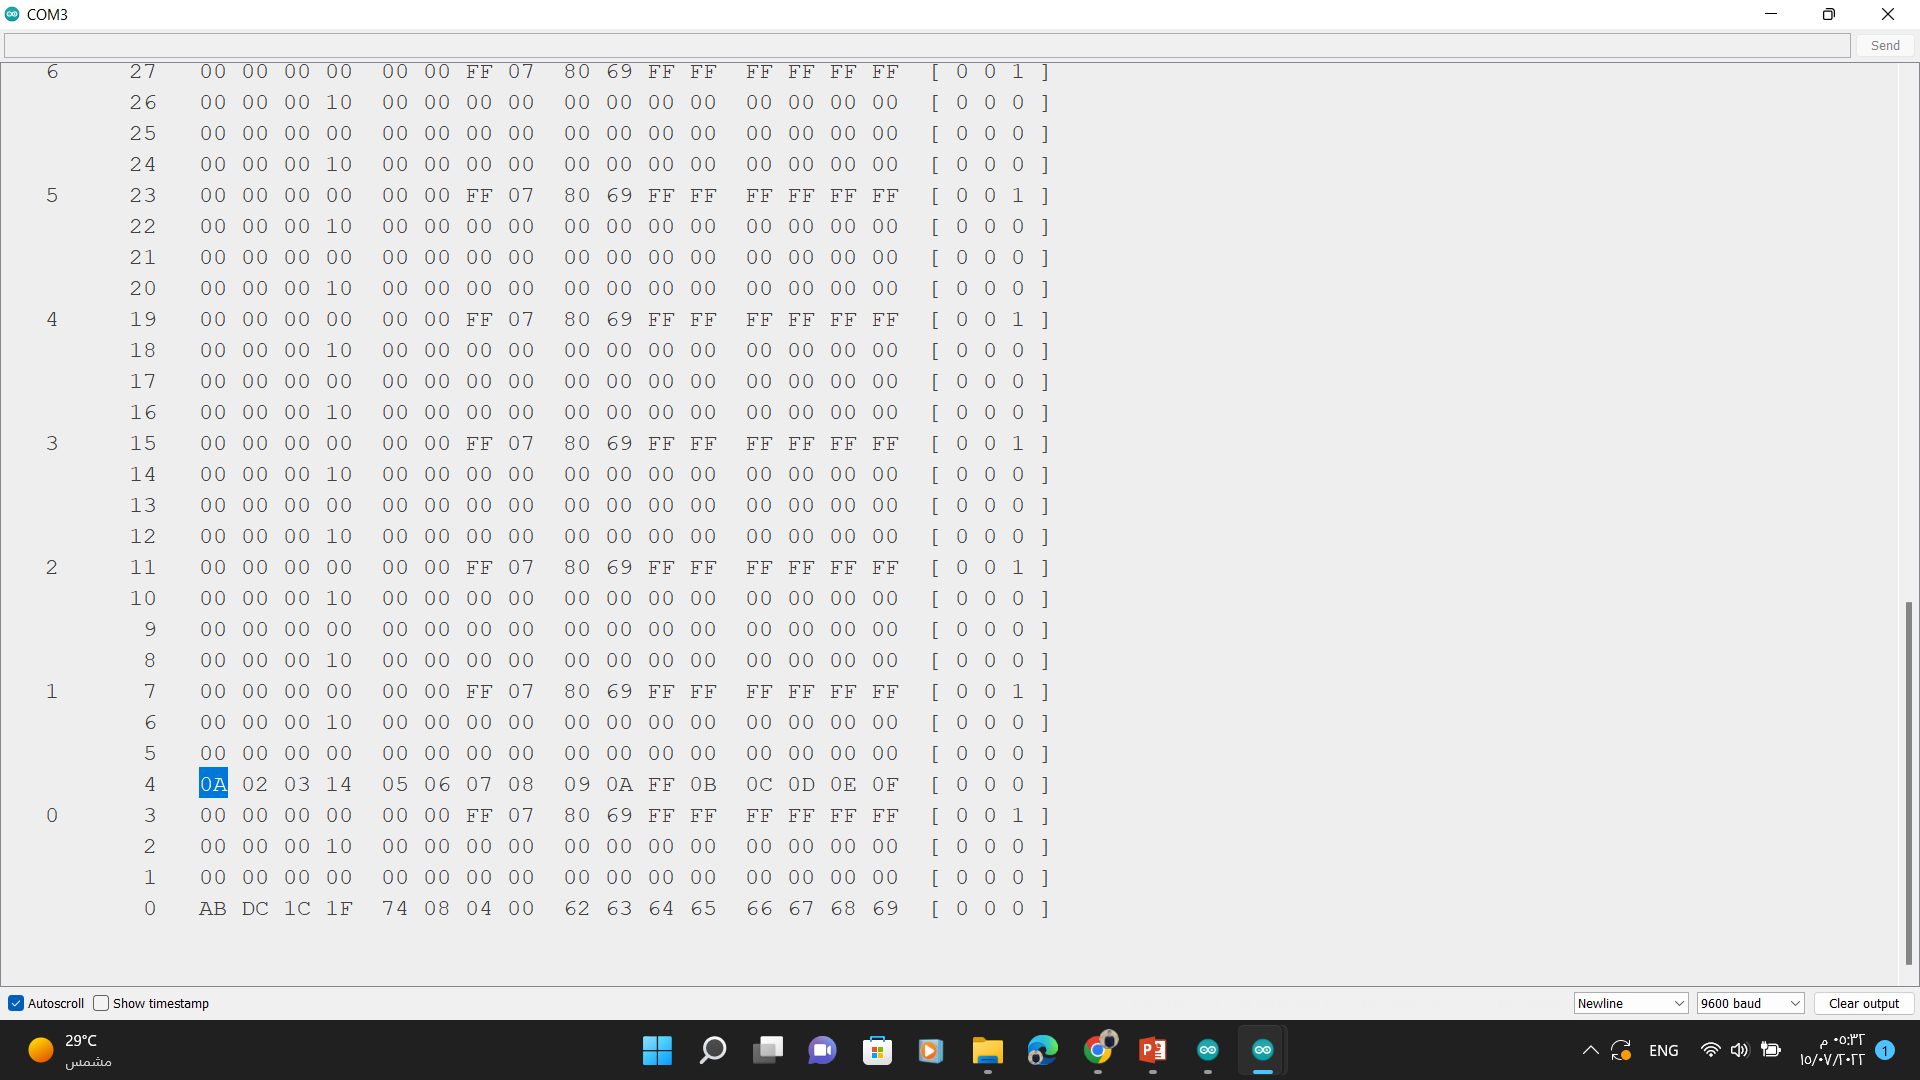 COM3
Send
6 27 00 00 00 00 00 00 FF 07 80 69 FF FF FF FF FF FF [ 0 0 1 ]
26 00 00 00 10 00 00 00 00 00 00 00 00 00 00 00 00 [ 0 0 0 ]
25 00 00 00 00 00 00 00 00 00 00 00 00 00 00 00 00 [ 0 0 0 ]
24 00 00 00 10 00 00 00 00 00 00 00 00 00 00 00 00 [ 0 0 0 ]
5 23 00 00 00 00 00 00 FF 07 80 69 FF FF FF FF FF FF [ 0 0 1 ]
22 00 00 00 10 00 00 00 00 00 00 00 00 00 00 00 00 [ 0 0 0 ]
21 00 00 00 00 00 00 00 00 00 00 00 00 00 00 00 00 [ 0 0 0 ]
20 00 00 00 10 00 00 00 00 00 00 00 00 00 00 00 00 [ 0 0 0 ]
4 19 00 00 00 00 00 00 FF 07 80 69 FF FF FF FF FF FF [ 0 0 1 ]
18 00 00 00 10 00 00 00 00 00 00 00 00 00 00 00 00 [ 0 0 0 ]
17 00 00 00 00 00 00 00 00 00 00 00 00 00 00 00 00 [ 0 0 0 ]
16 00 00 00 10 00 00 00 00 00 00 00 00 00 00 00 00 [ 0 0 0 ]
3 15 00 00 00 00 00 00 FF 07 80 69 FF FF FF FF FF FF [ 0 0 1 ]
14 00 00 00 10 00 00 00 00 00 00 00 00 00 00 00 00 [ 0 0 0 ]
13 00 00 00 00 00 00 00 00 00 00 00 00 00 00 00 00 [ 0 0 0 ]
12 00 00 00 10 00 00 00 00 00 00 00 00 00 00 00 00 [ 0 0 0 ]
2 11 00 00 00 00 00 00 FF 07 80 69 FF FF FF FF FF FF [ 0 0 1 ]
10 00 00 00 10 00 00 00 00 00 00 00 00 00 00 00 00 [ 0 0 0 ]
9 00 00 00 00 00 00 00 00 00 00 00 00 00 00 00 00 [ 0 0 0 ]
8 00 00 00 10 00 00 00 00 00 00 00 00 00 00 00 00 [ 0 0 0 ]
1 7 00 00 00 00 00 00 FF 07 80 69 FF FF FF FF FF FF [ 0 0 1 ]
6 00 00 00 10 00 00 00 00 00 00 00 00 00 00 00 00 [ 0 0 0 ]
5 00 00 00 00 00 00 00 00 00 00 00 00 00 00 00 00 [ 0 0 0 ]
4 0A 02 03 14 05 06 07 08 09 0A FF 0B 0C 0D 0E 0F [ 0 0 0 ]
0 3 00 00 00 00 00 00 FF 07 80 69 FF FF FF FF FF FF [ 0 0 1 ]
2 00 00 00 10 00 00 00 00 00 00 00 00 00 00 00 00 [ 0 0 0 ]
1 00 00 00 00 00 00 00 00 00 00 00 00 00 00 00 00 [ 0 0 0 ]
0 AB DC 1C 1F 74 08 04 00 62 63 64 65 66 67 68 69 [ 0 0 0 ]
Autoscroll Show timestamp Newline 9600 baud Clear output
29°C
مشمس
ENG
٠٥:٣٢ م
١٥/٠٧/٢٠٢٢
1